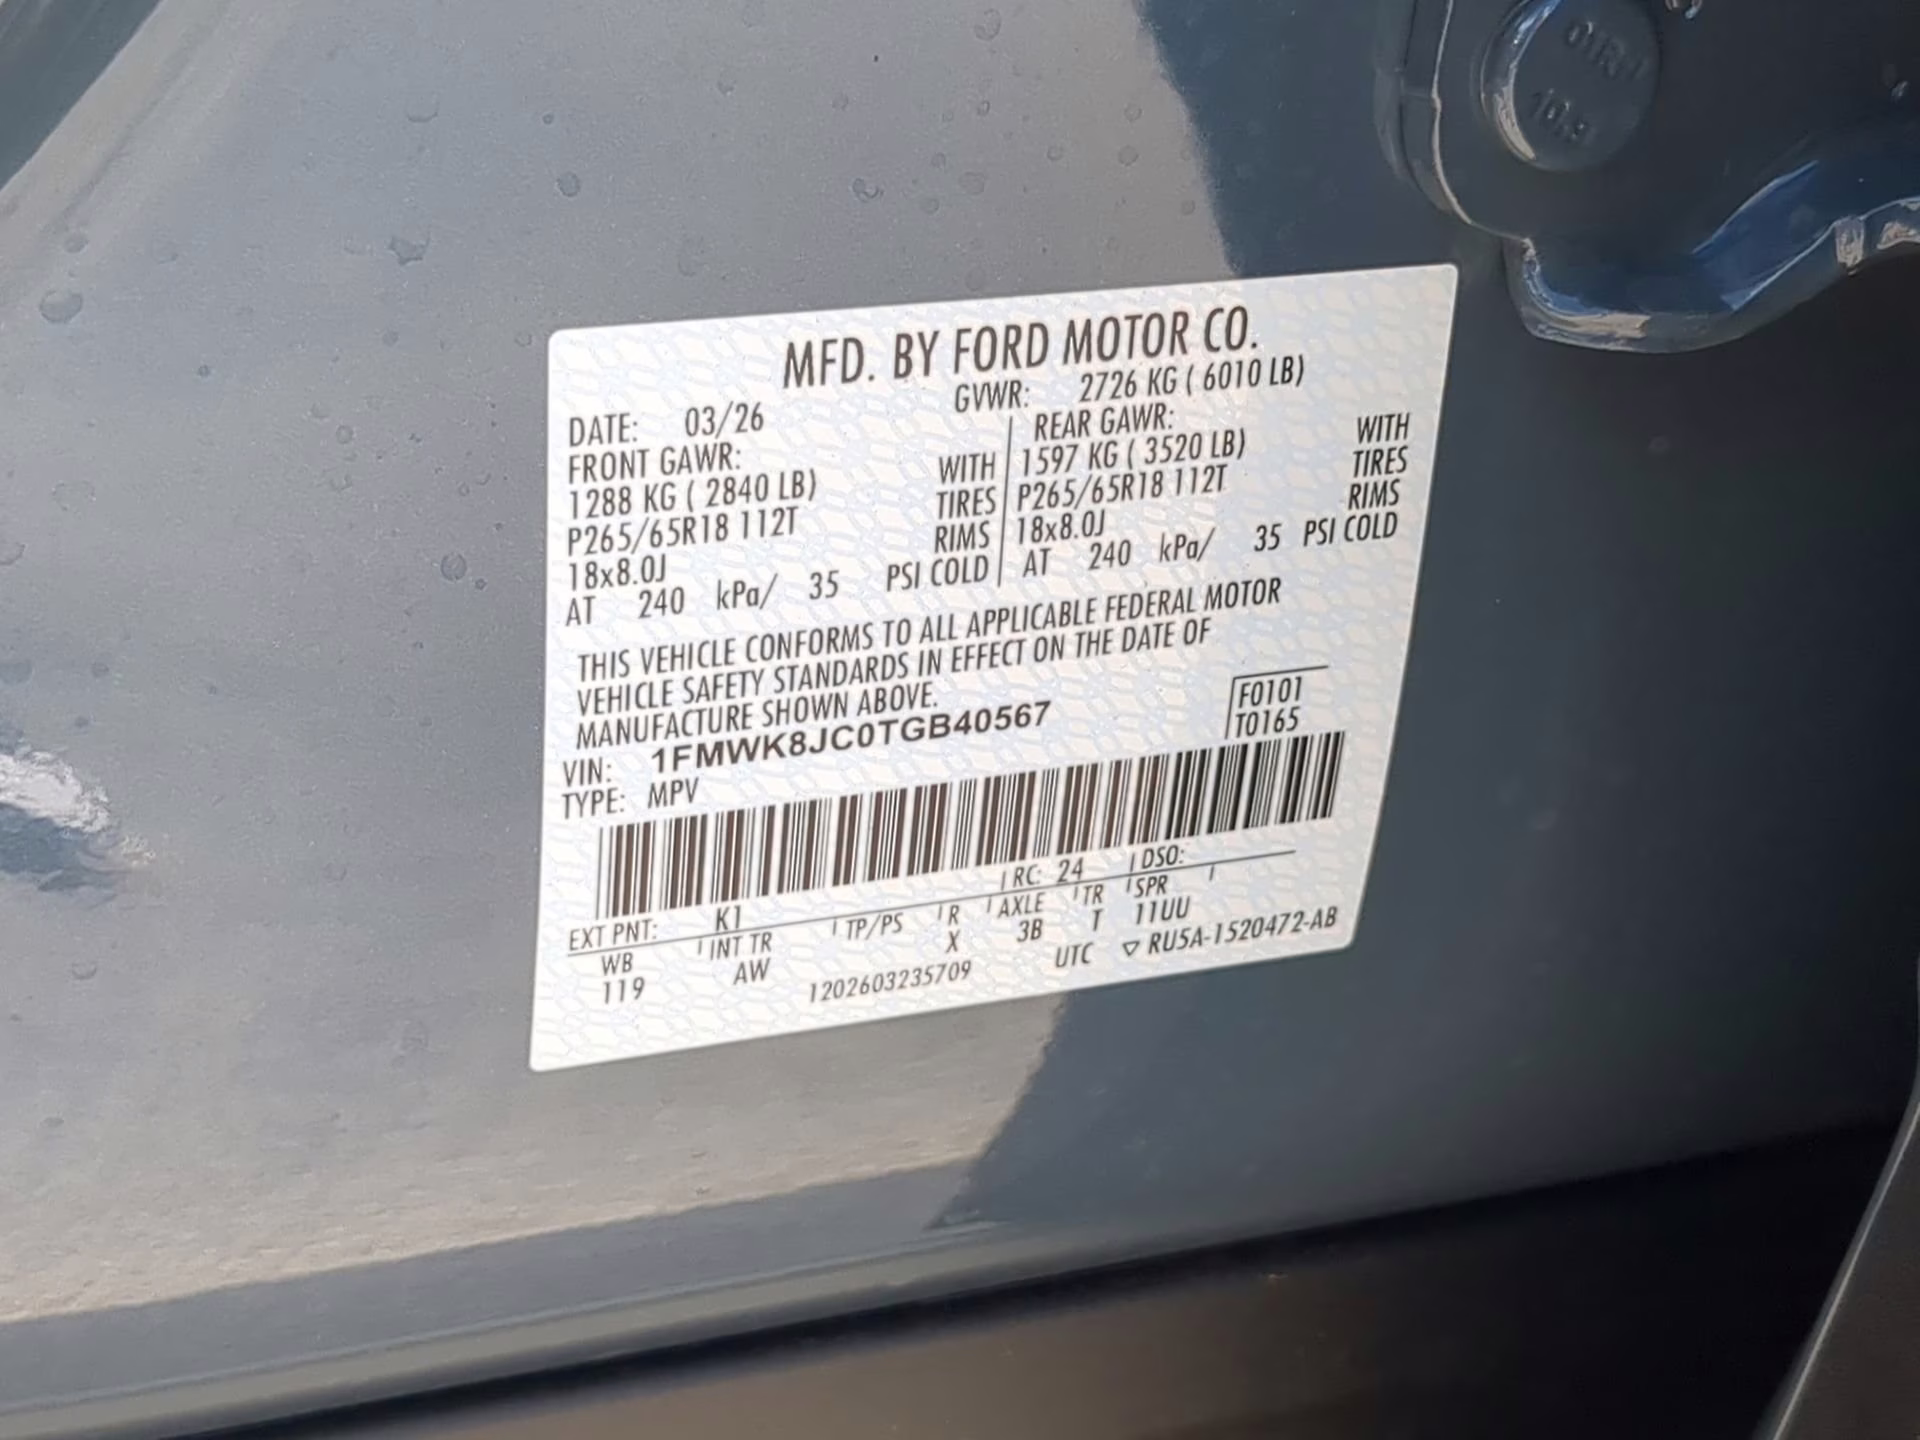 MFD. BY FORD MOTOR CO.
DATE: 03/26 GVWR: 2726 KG ( 6010 LB)
FRONT GAWR: REAR GAWR:
1288 KG ( 2840 LB) WITH 1597 KG ( 3520 LB) WITH
P265/65R18 112T TIRES P265/65R18 112T TIRES
18x8.0J RIMS 18x8.0J RIMS
AT 240 kPa/ 35 PSI COLD AT 240 kPa/ 35 PSI COLD
THIS VEHICLE CONFORMS TO ALL APPLICABLE FEDERAL MOTOR
VEHICLE SAFETY STANDARDS IN EFFECT ON THE DATE OF
MANUFACTURE SHOWN ABOVE.
F0101
VIN: 1FMWK8JC0TGB40567 T0165
TYPE: MPV
EXT PNT: K1 RC: 24 DSO:
WB INT TR TP/PS R AXLE TR SPR
119 AW X 3B T 11UU
1202603235709 UTC ▽ RU5A-1520472-AB
10.9